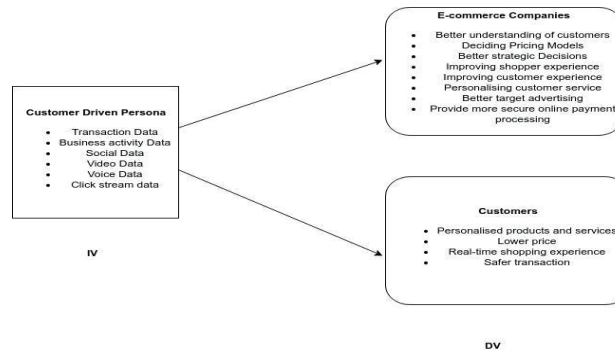 Customer Driven Persona
Transaction Data
Business activity Data
Social Data
Video Data
Voice Data
Click stream data
IV
E-commerce Companies
Better understanding of customers
Deciding Pricing Models
Better strategic Decisions
Improving shopper experience
Improving customer experience
Personalising customer service
Better target advertising
Provide more secure online payment
processing
Customers
Personalised products and services
Lower price
Real-time shopping experience
Safer transaction
DV